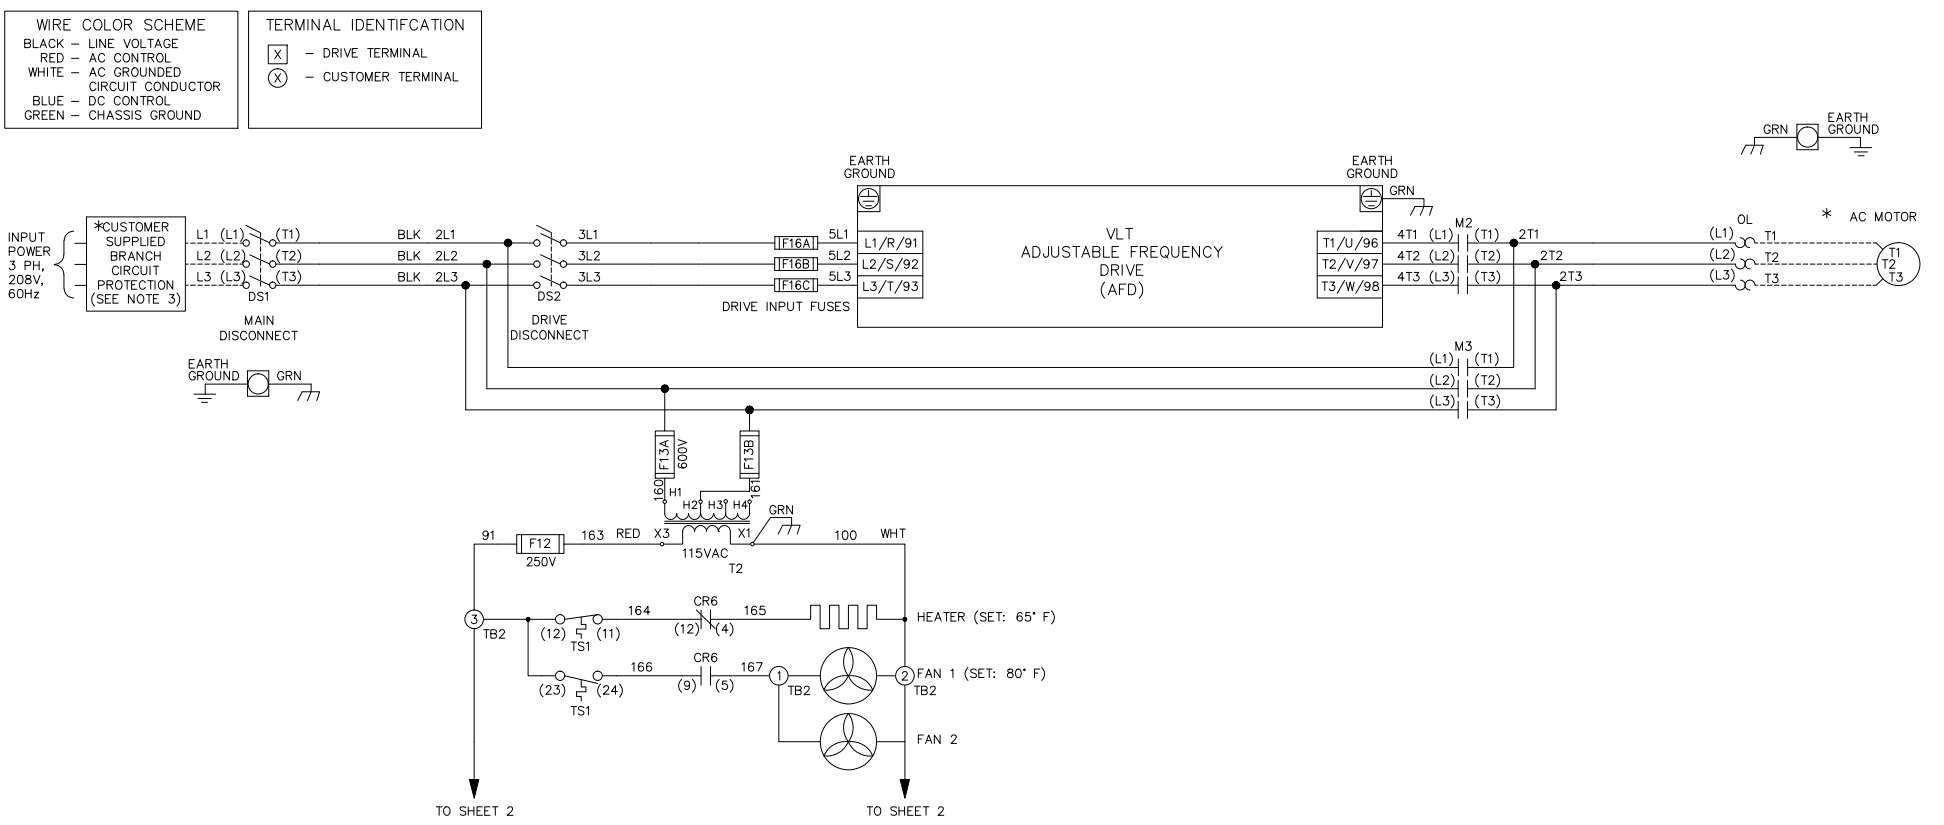 WIRE COLOR SCHEME
BLACK – LINE VOLTAGE
RED – AC CONTROL
WHITE – AC GROUNDED
CIRCUIT CONDUCTOR
BLUE – DC CONTROL
GREEN – CHASSIS GROUND
TERMINAL IDENTIFCATION
X – DRIVE TERMINAL
X – CUSTOMER TERMINAL
GRN
EARTH
GROUND
INPUT
POWER
3 PH,
208V,
60Hz
*CUSTOMER
SUPPLIED
BRANCH
CIRCUIT
PROTECTION
(SEE NOTE 3)
L1 (L1) (T1)
L2 (L2) (T2)
L3 (L3) (T3)
DS1
MAIN
DISCONNECT
BLK 2L1
BLK 2L2
BLK 2L3
3L1
3L2
3L3
DS2
DRIVE
DISCONNECT
F16A
F16B
F16C
DRIVE INPUT FUSES
5L1
5L2
5L3
EARTH
GROUND
L1/R/91
L2/S/92
L3/T/93
VLT
ADJUSTABLE FREQUENCY
DRIVE
(AFD)
EARTH
GROUND
GRN
T1/U/96
T2/V/97
T3/W/98
M2
4T1 (L1) (T1) 2T1
4T2 (L2) (T2) 2T2
4T3 (L3) (T3) 2T3
OL
(L1) T1
(L2) T2
(L3) T3
* AC MOTOR
T1
T2
T3
M3
(L1) (T1)
(L2) (T2)
(L3) (T3)
EARTH
GROUND
GRN
F13A
600V
F13B
160
161
H1
H2
H3
H4
GRN
91
F12
250V
163
RED
X3
X1
115VAC
T2
100
WHT
3
TB2
(12)
(11)
TS1
164
CR6
(12)
(4)
165
HEATER (SET: 65° F)
(23)
(24)
TS1
166
CR6
(9)
(5)
167
1
TB2
2
TB2
FAN 1 (SET: 80° F)
FAN 2
TO SHEET 2
TO SHEET 2